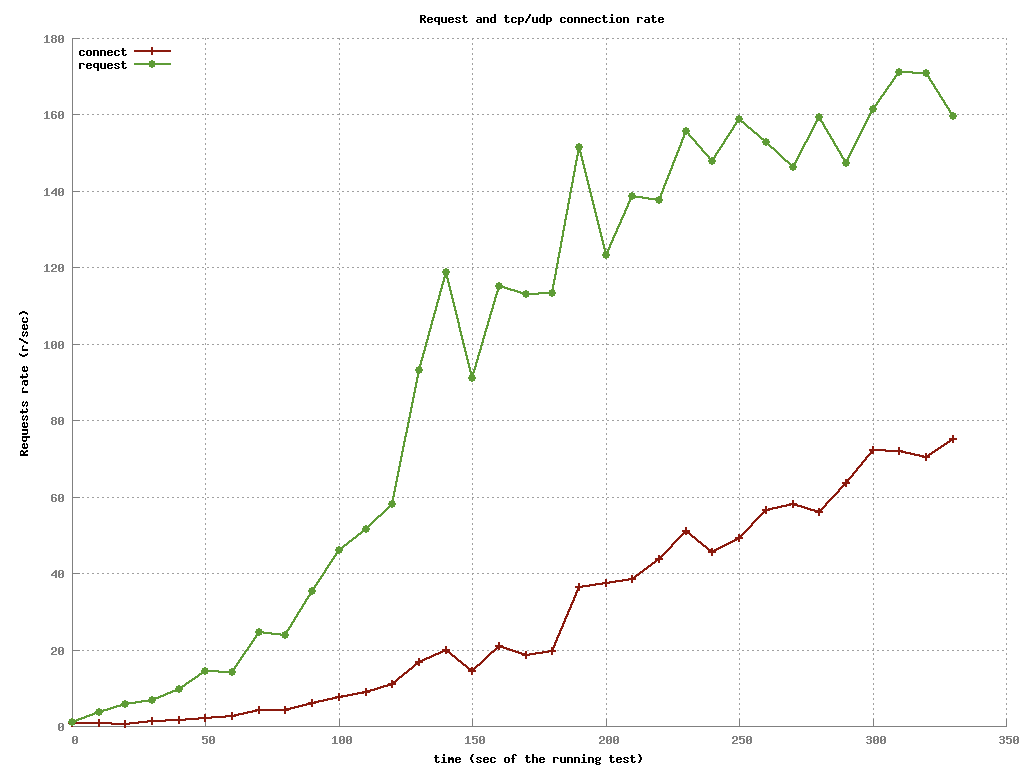 Request and tcp/udp connection rate
connect
request
180
160
140
120
100
80
60
40
20
0
Requests rate (r/sec)
0 50 100 150 200 250 300 350
time (sec of the running test)